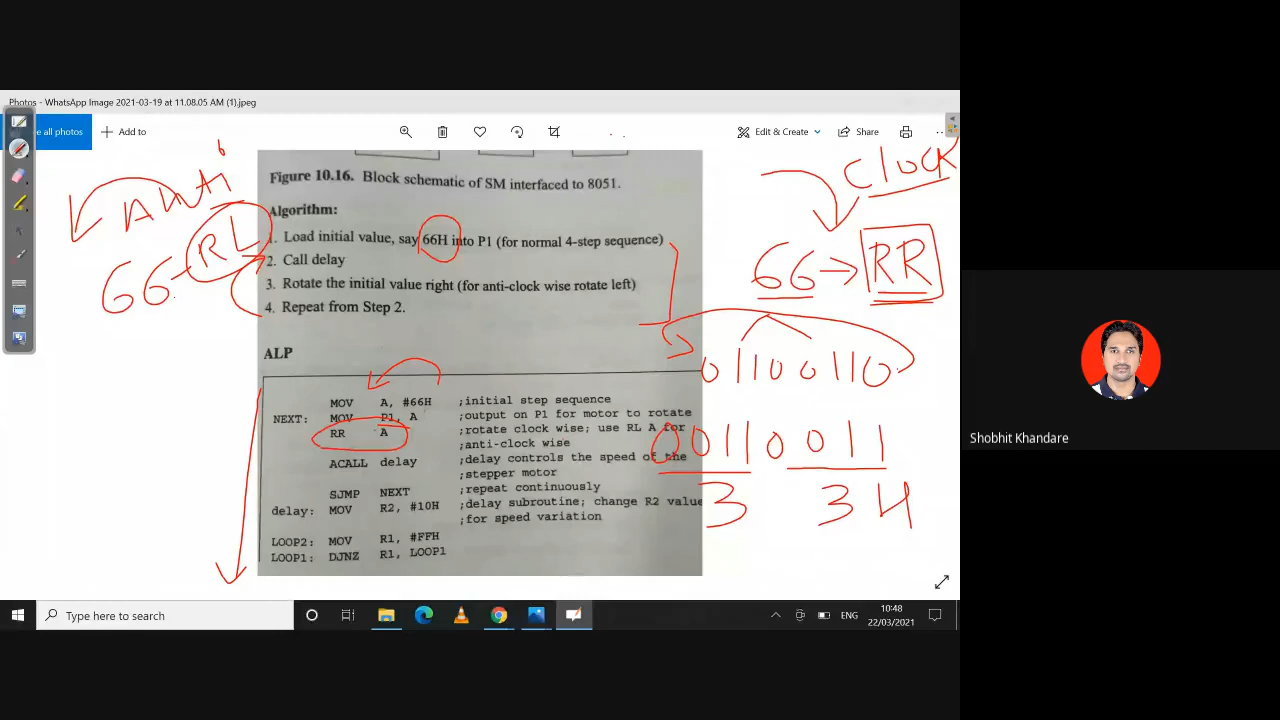 Photos - WhatsApp Image 2021-03-19 at 11.08.05 AM (1).jpeg
e all photos
Add to
Edit & Create
Share
Figure 10.16. Block schematic of SM interfaced to 8051.
Algorithm:
1. Load initial value, say 66H into P1 (for normal 4-step sequence)
2. Call delay
3. Rotate the initial value right (for anti-clock wise rotate left)
4. Repeat from Step 2.
ALP
MOV A, #66H ;initial step sequence
NEXT: MOV P1, A ;output on P1 for motor to rotate
RR A ;rotate clock wise; use RL A for
;anti-clock wise
ACALL delay ;delay controls the speed of the
;stepper motor
SJMP NEXT ;repeat continuously
delay: MOV R2, #10H ;delay subroutine; change R2 value
;for speed variation
LOOP2: MOV R1, #FFH
LOOP1: DJNZ R1, LOOP1
Anti
66-RL
Clock
66→RR
01100110
00110011
3 3H
Shobhit Khandare
Type here to search
ENG
10:48
22/03/2021